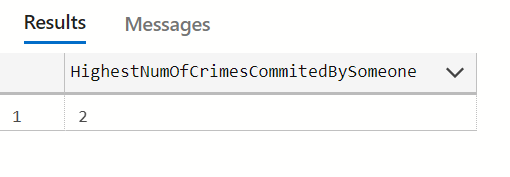 Results Messages
HighestNumOfCrimesCommitedBySomeone
1 2